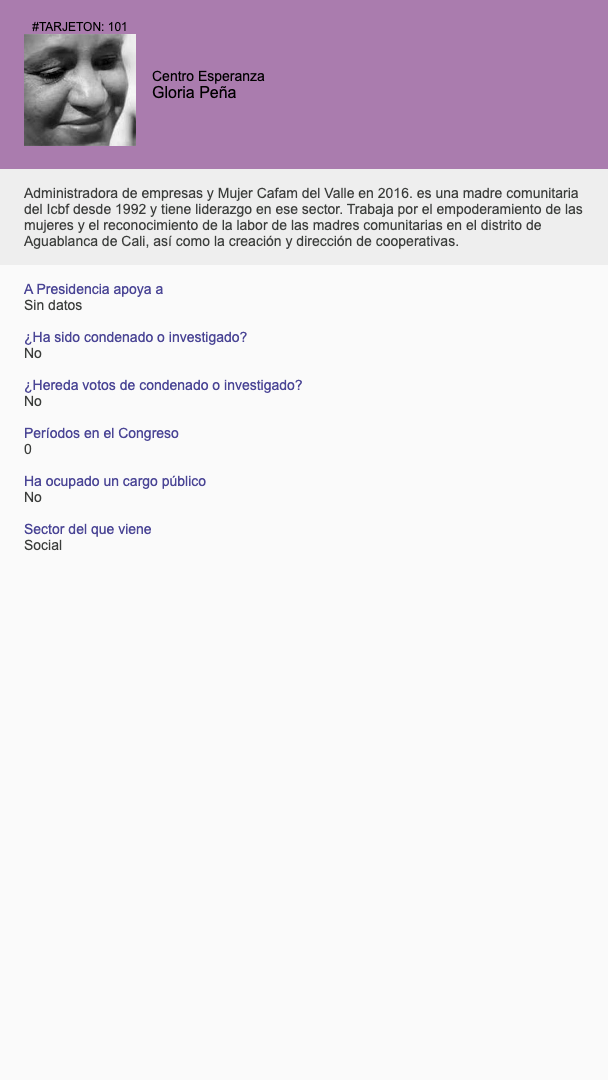 #TARJETON: 101
Centro Esperanza
Gloria Peña
Administradora de empresas y Mujer Cafam del Valle en 2016. es una madre comunitaria
del Icbf desde 1992 y tiene liderazgo en ese sector. Trabaja por el empoderamiento de las
mujeres y el reconocimiento de la labor de las madres comunitarias en el distrito de
Aguablanca de Cali, así como la creación y dirección de cooperativas.
A Presidencia apoya a
Sin datos
¿Ha sido condenado o investigado?
No
¿Hereda votos de condenado o investigado?
No
Períodos en el Congreso
0
Ha ocupado un cargo público
No
Sector del que viene
Social